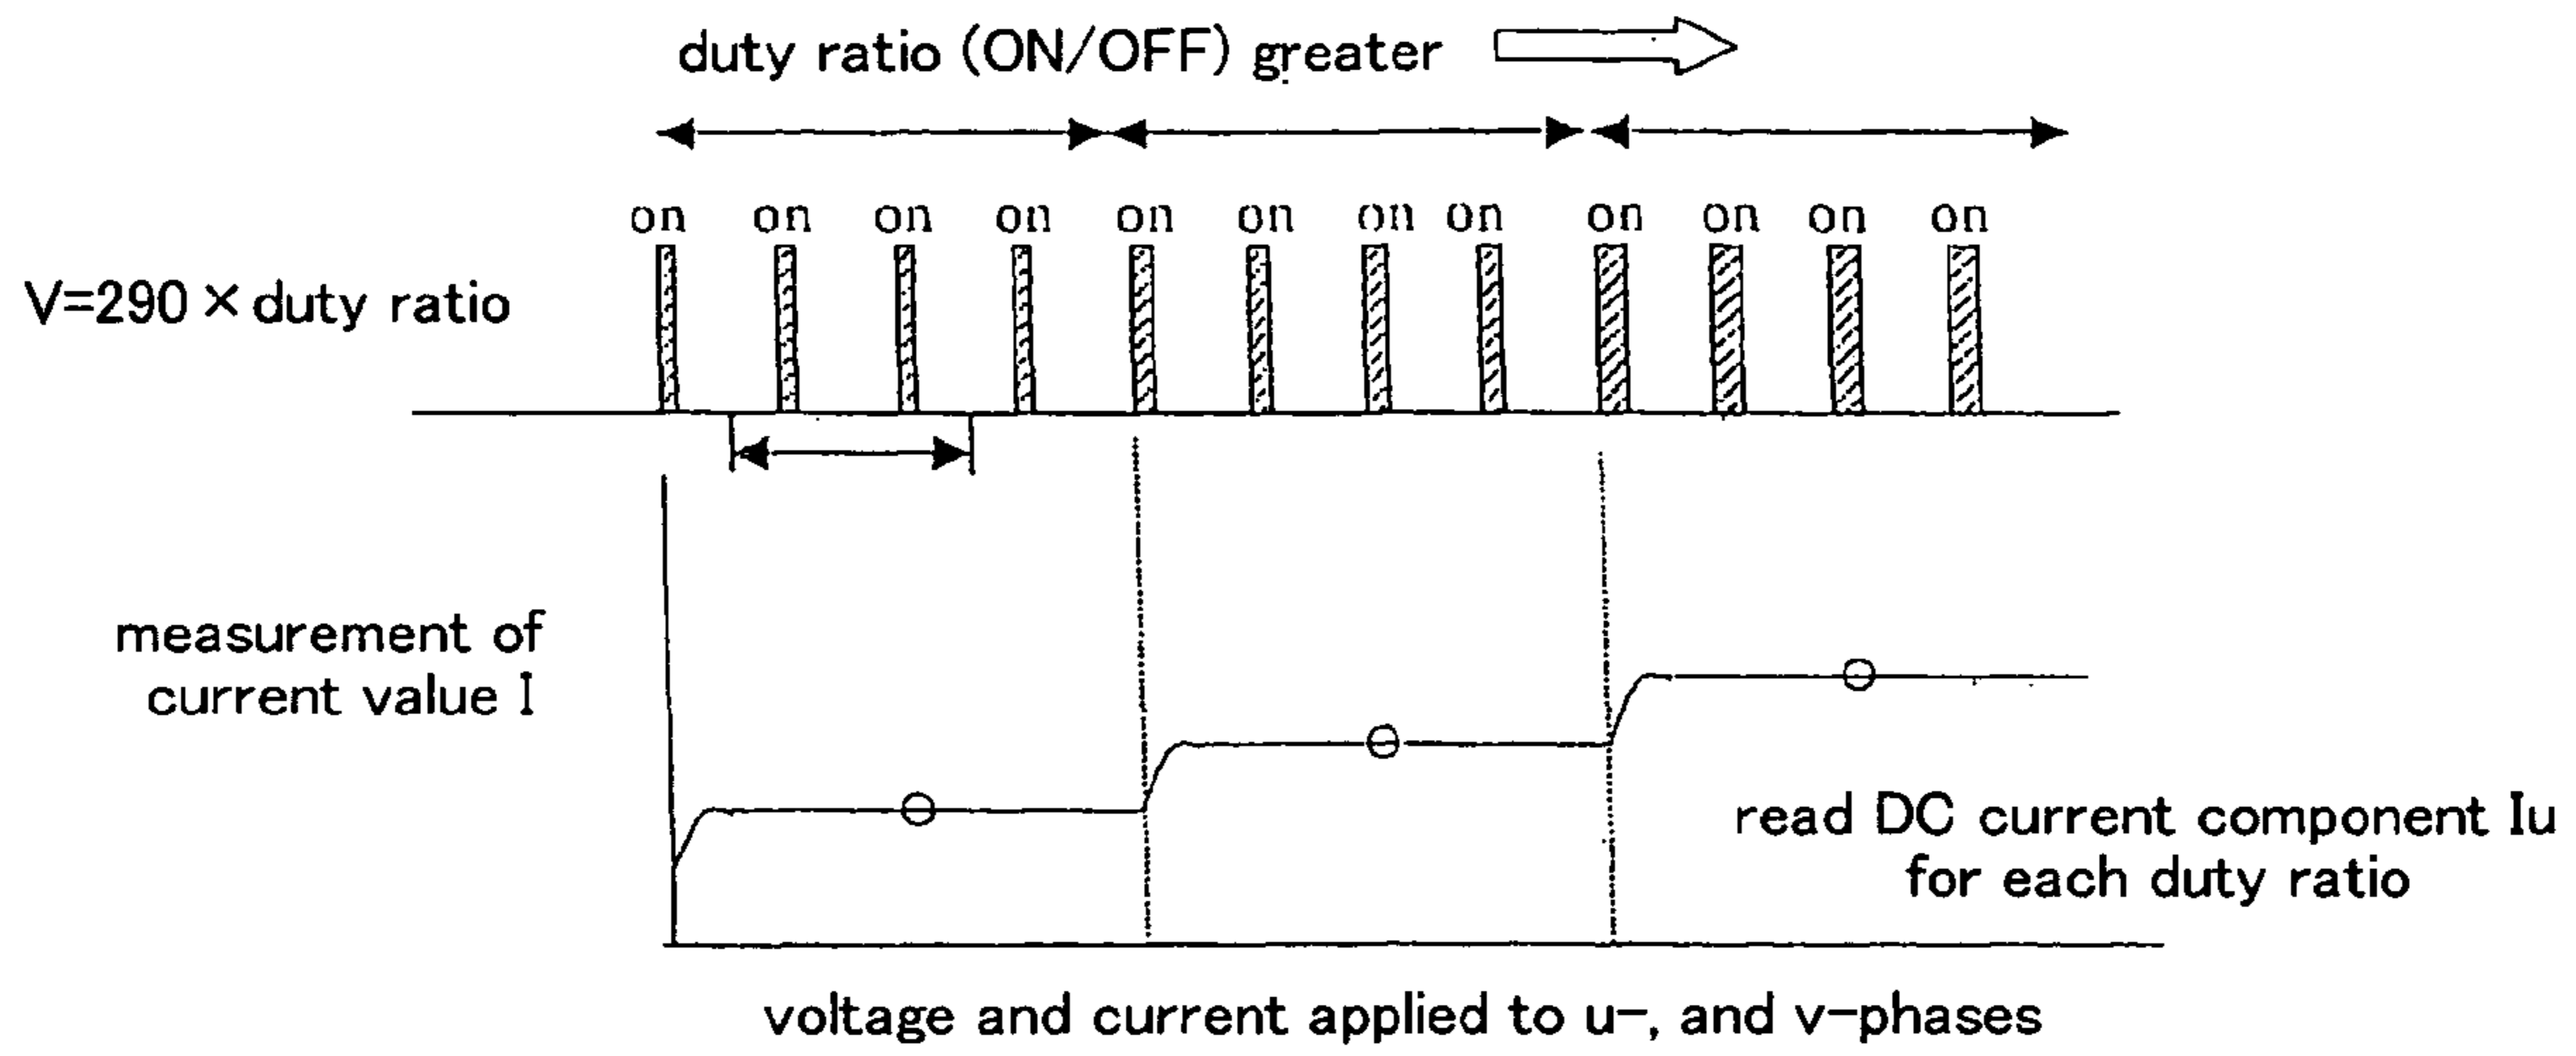 duty ratio (ON/OFF) greater
on on on on on on on on on on on on
V=290×duty ratio
measurement of
current value I
read DC current component Iu
for each duty ratio
voltage and current applied to u-, and v-phases